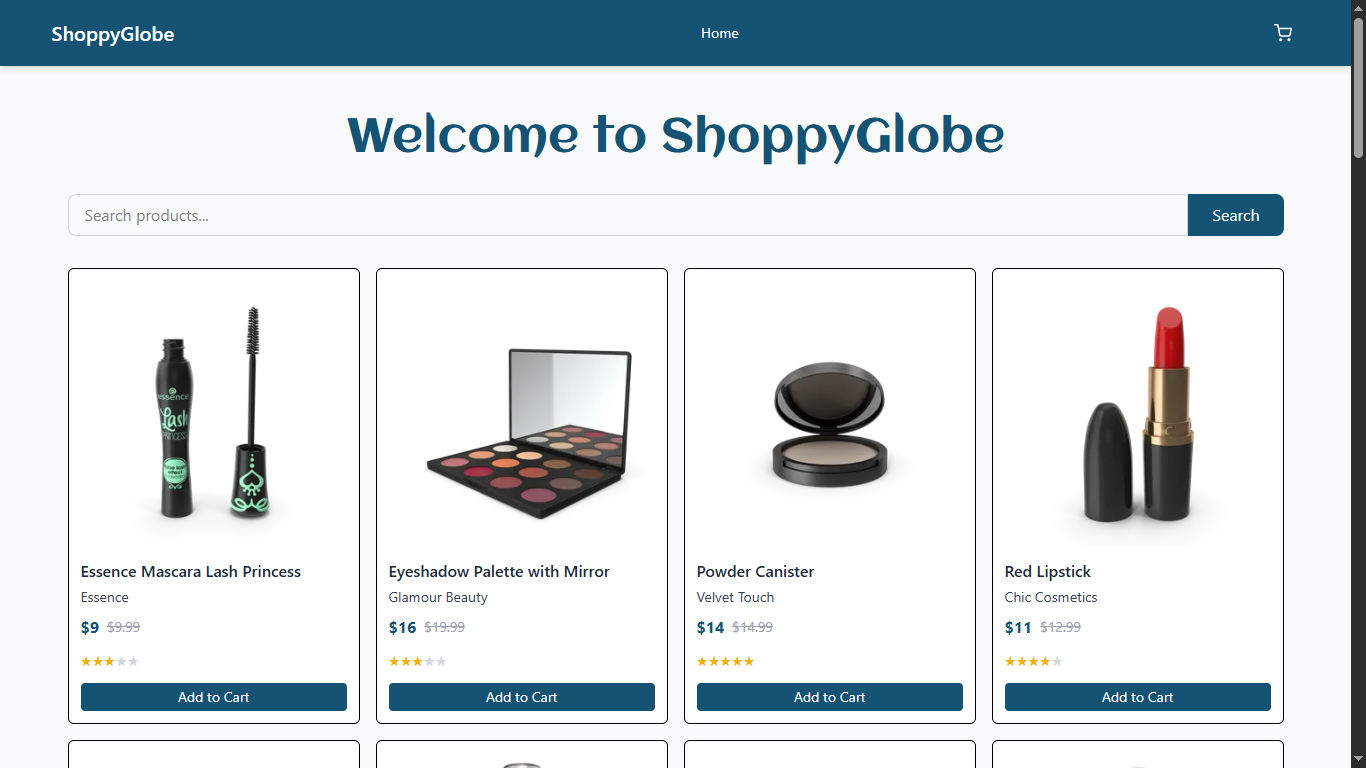 ShoppyGlobe
Home
Welcome to ShoppyGlobe
Search products...
Search
essence
Lash
PRINCESS
Essence Mascara Lash Princess
Essence
$9 $9.99
Add to Cart
Eyeshadow Palette with Mirror
Glamour Beauty
$16 $19.99
Add to Cart
Powder Canister
Velvet Touch
$14 $14.99
Add to Cart
Red Lipstick
Chic Cosmetics
$11 $12.99
Add to Cart